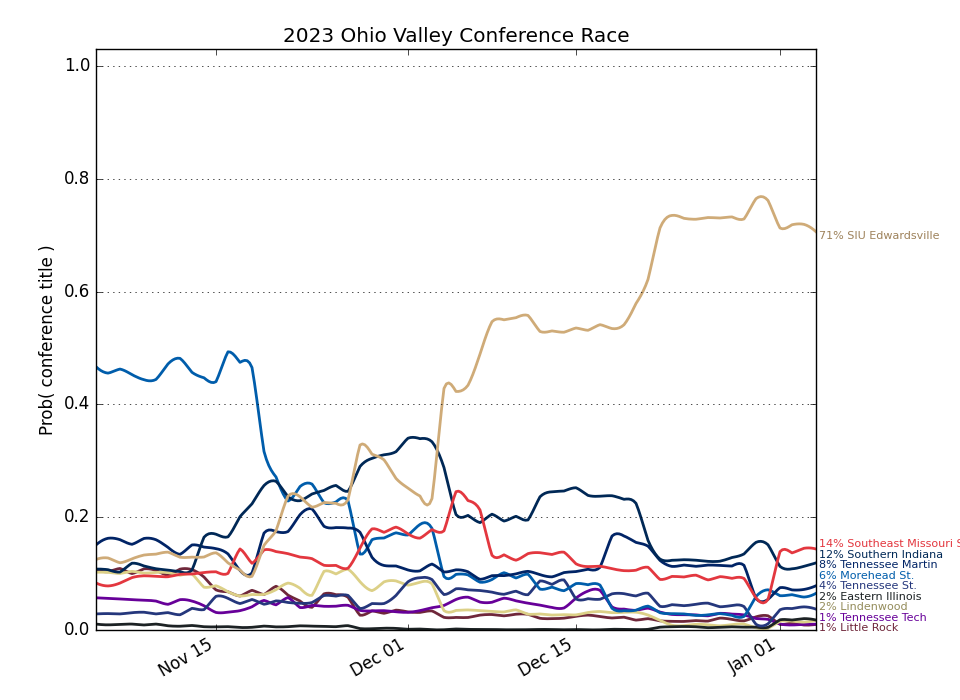 2023 Ohio Valley Conference Race
Prob( conference title )
1.0
0.8
0.6
0.4
0.2
0.0
Nov 15
Dec 01
Dec 15
Jan 01
71% SIU Edwardsville
14% Southeast Missouri S
12% Southern Indiana
8% Tennessee Martin
6% Morehead St.
4% Tennessee St.
2% Eastern Illinois
2% Lindenwood
1% Tennessee Tech
1% Little Rock